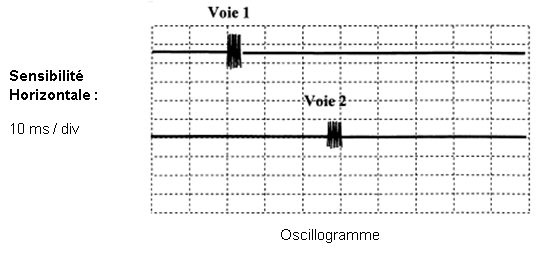 Voie 1
Sensibilité
Horizontale :
Voie 2
10 ms / div
Oscillogramme